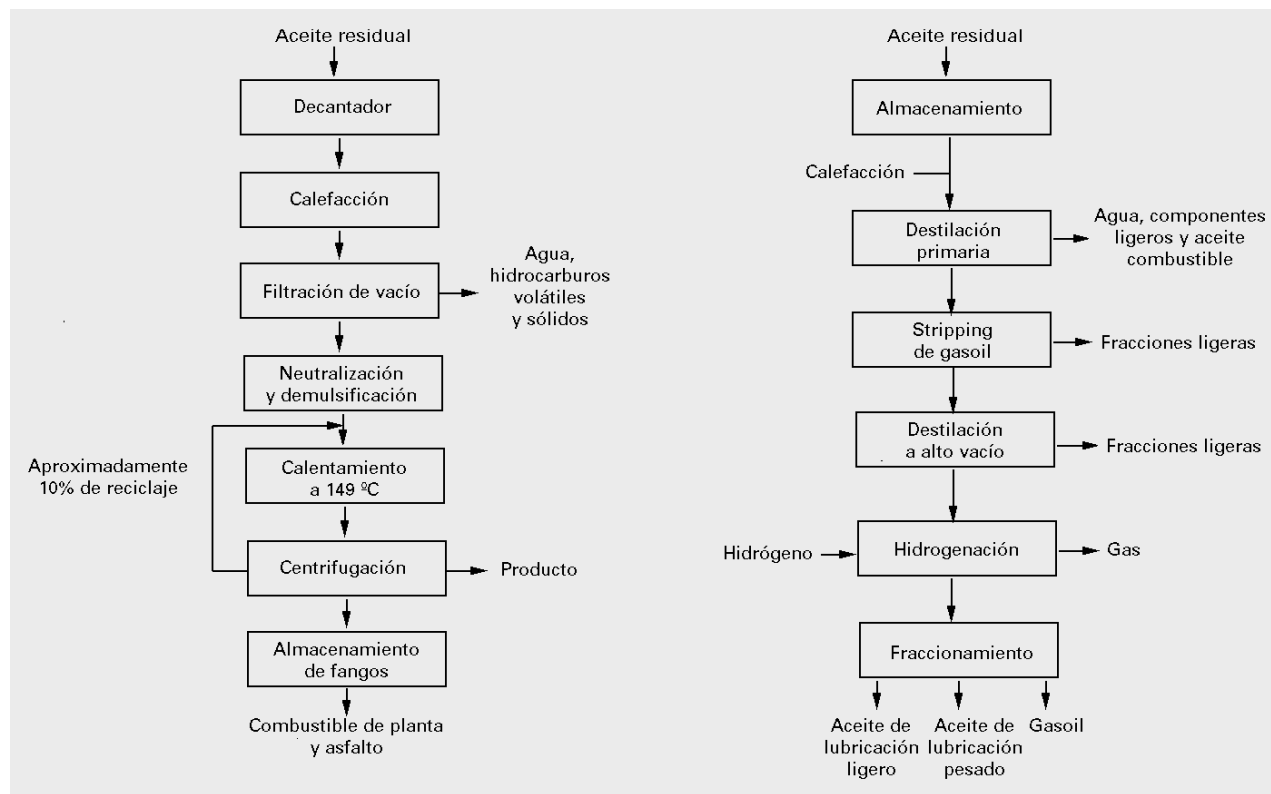 Aceite residual
Decantador
Calefacción
Filtración de vacío
Agua,
hidrocarburos
volátiles
y sólidos
Neutralización
y demulsificación
Aproximadamente
10% de reciclaje
Calentamiento
a 149 ºC
Centrifugación
Producto
Almacenamiento
de fangos
Combustible de planta
y asfalto
Aceite residual
Almacenamiento
Calefacción
Destilación
primaria
Agua, componentes
ligeros y aceite
combustible
Stripping
de gasoil
Fracciones ligeras
Destilación
a alto vacío
Fracciones ligeras
Hidrógeno
Hidrogenación
Gas
Fraccionamiento
Aceite de
lubricación
ligero
Aceite de
lubricación
pesado
Gasoil